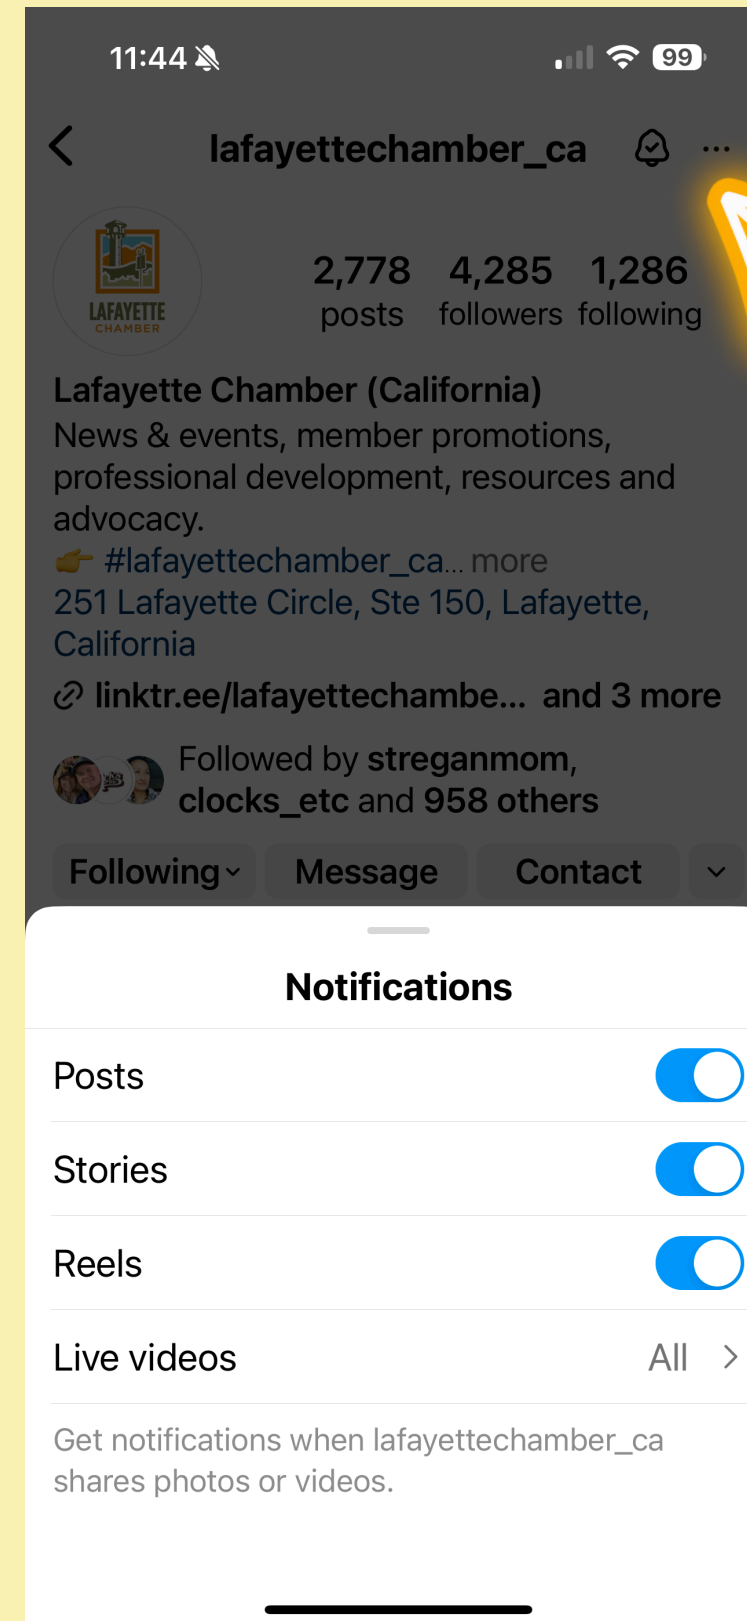 11:44
99
lafayettechamber_ca
LAFAYETTE
CHAMBER
2,778 4,285 1,286
posts followers following
Lafayette Chamber (California)
News & events, member promotions,
professional development, resources and
advocacy.
👉 #lafayettechamber_ca... more
251 Lafayette Circle, Ste 150, Lafayette,
California
linktr.ee/lafayettechambe... and 3 more
Followed by streganmom,
clocks_etc and 958 others
Following Message Contact
Notifications
Posts
Stories
Reels
Live videos All
Get notifications when lafayettechamber_ca
shares photos or videos.